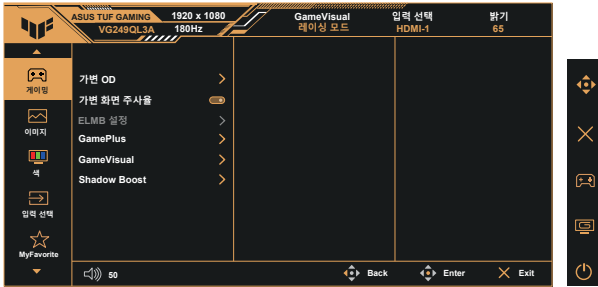 ASUS TUF GAMING 1920 x 1080
VG249QL3A 180Hz
GameVisual
레이싱 모드
입력 선택
HDMI-1
밝기
65
게이밍
이미지
색
입력 선택
MyFavorite
가변 OD
가변 화면 주사율
ELMB 설정
GamePlus
GameVisual
Shadow Boost
50
Back
Enter
Exit